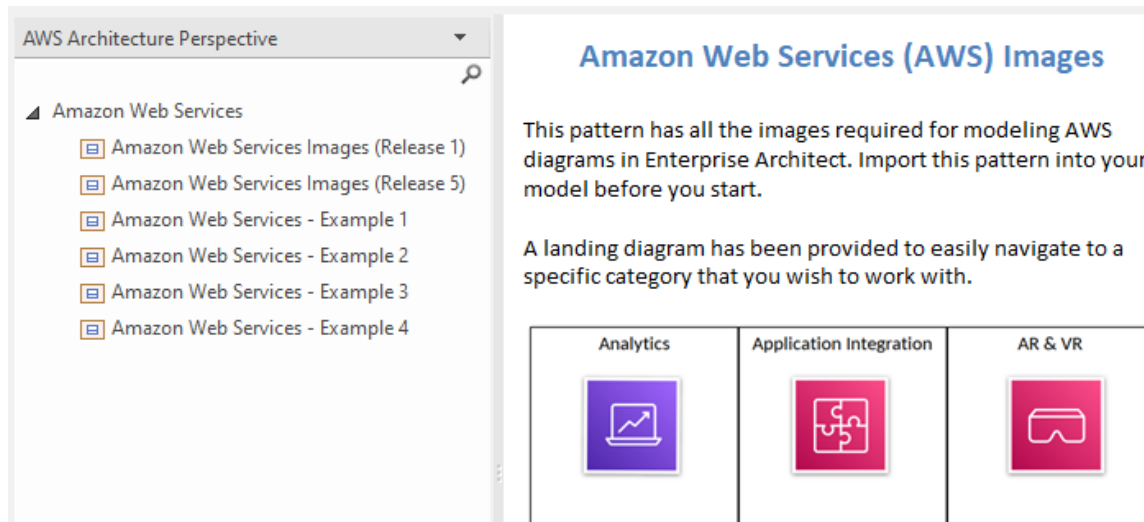 AWS Architecture Perspective
Amazon Web Services
Amazon Web Services Images (Release 1)
Amazon Web Services Images (Release 5)
Amazon Web Services - Example 1
Amazon Web Services - Example 2
Amazon Web Services - Example 3
Amazon Web Services - Example 4
Amazon Web Services (AWS) Images
This pattern has all the images required for modeling AWS
diagrams in Enterprise Architect. Import this pattern into your
model before you start.
A landing diagram has been provided to easily navigate to a
specific category that you wish to work with.
Analytics
Application Integration
AR & VR